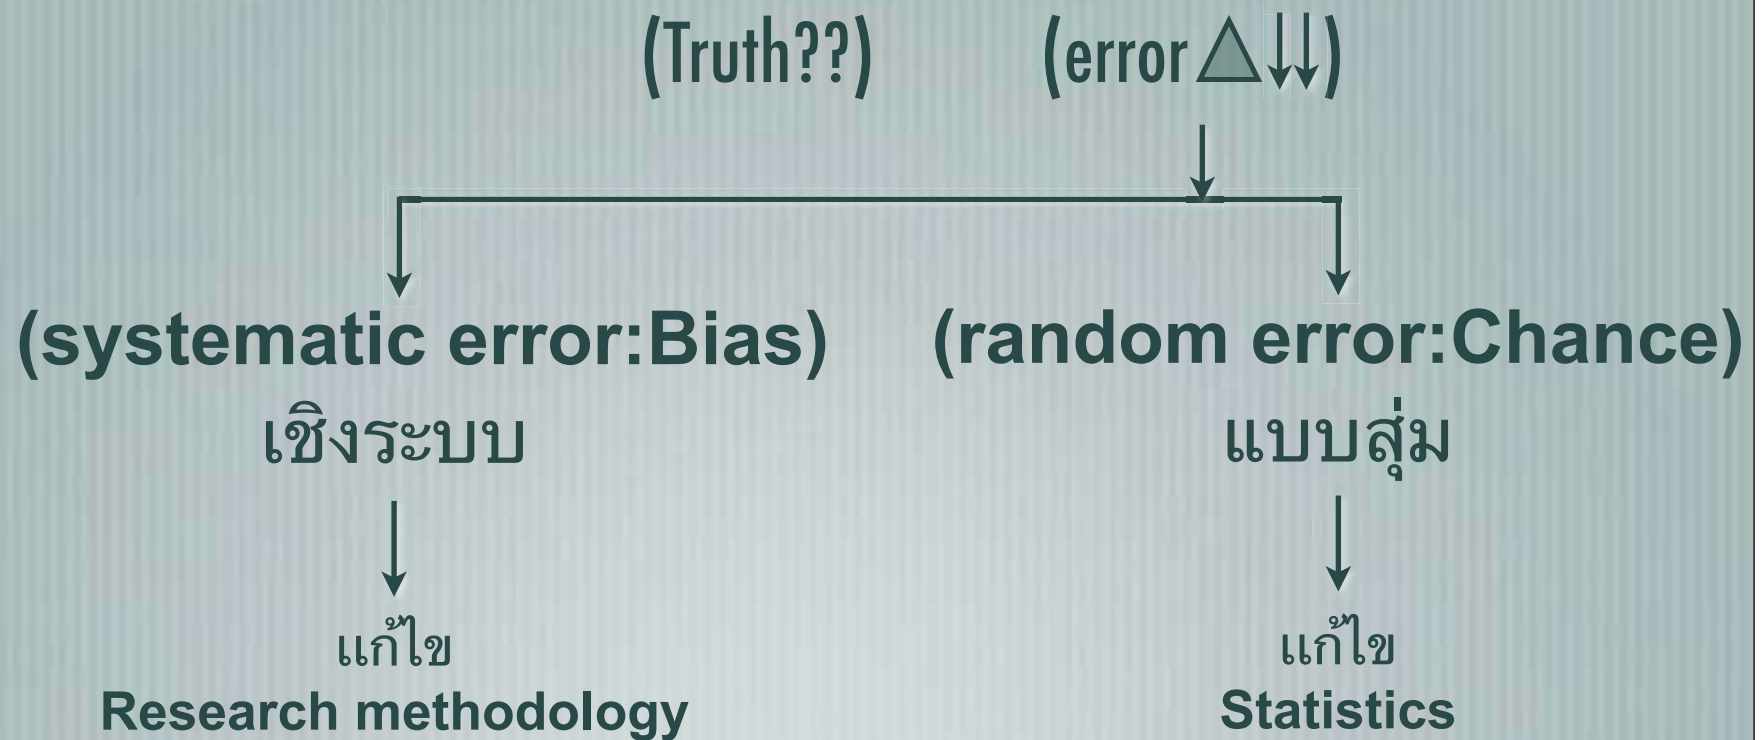 (Truth??) (error △↓↓)
(systematic error:Bias) (random error:Chance)
เชิงระบบ แบบสุ่ม
แก้ไข แก้ไข
Research methodology Statistics